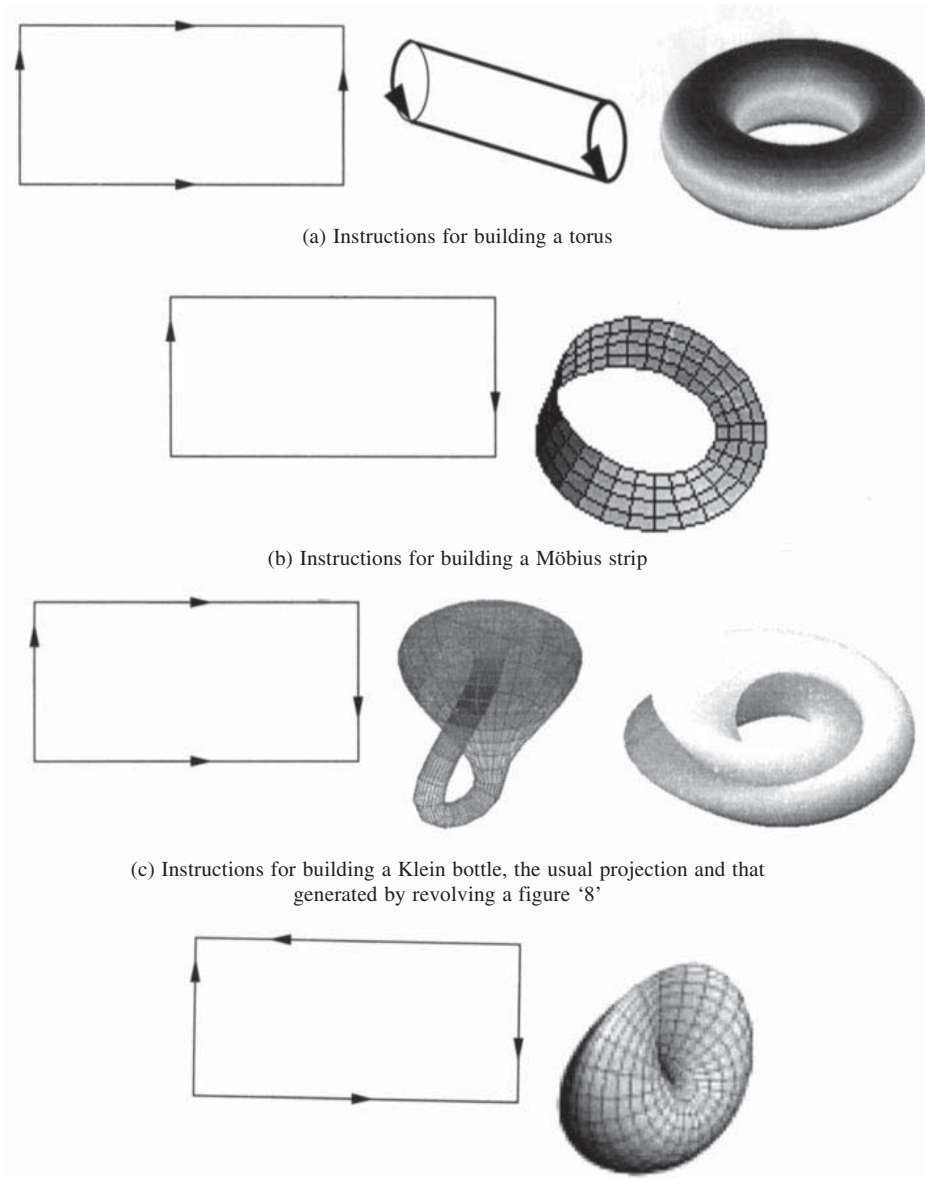 (a) Instructions for building a torus
(b) Instructions for building a Möbius strip
(c) Instructions for building a Klein bottle, the usual projection and that
generated by revolving a figure ‘8’